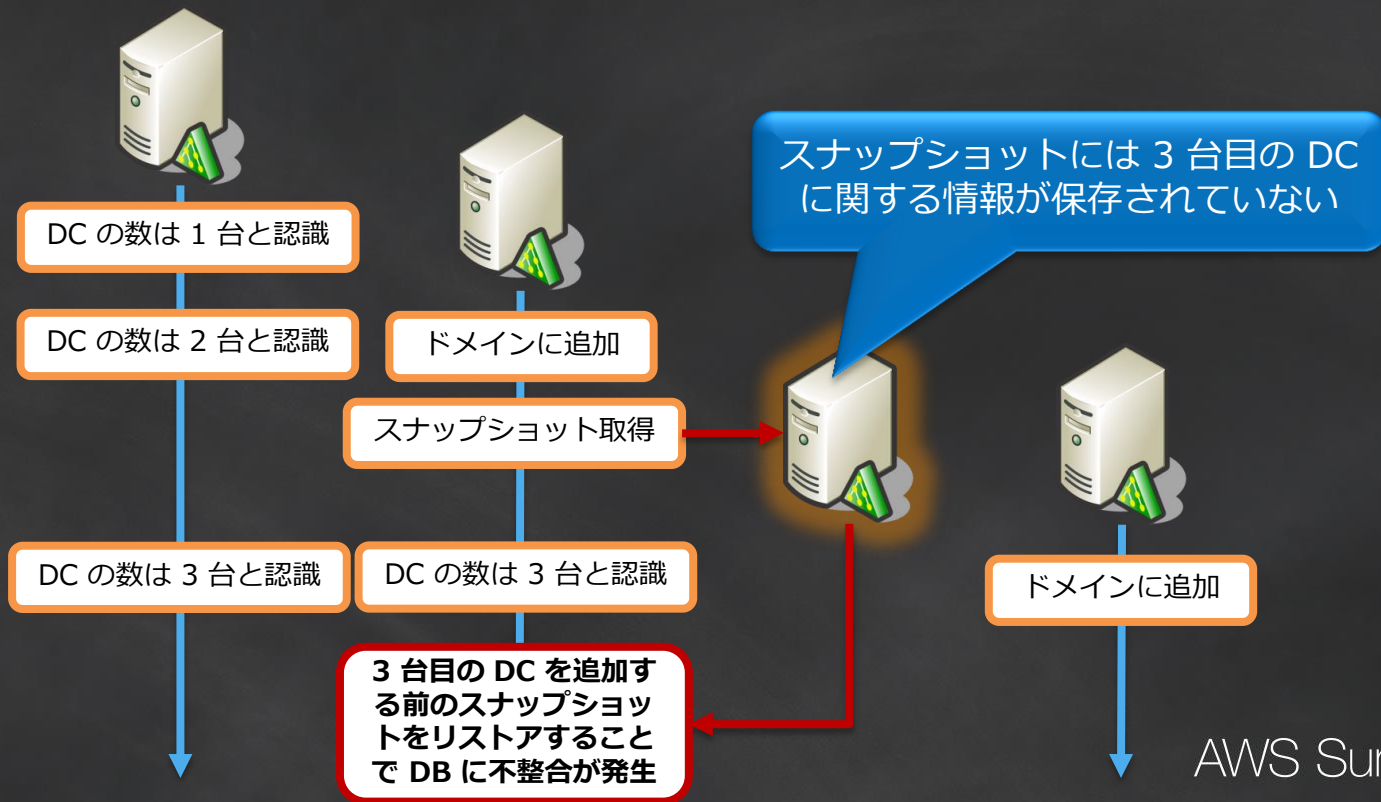 DC の数は 1 台と認識
DC の数は 2 台と認識
DC の数は 3 台と認識
ドメインに追加
スナップショット取得
DC の数は 3 台と認識
3 台目の DC を追加す
る前のスナップショッ
トをリストアすること
で DB に不整合が発生
スナップショットには 3 台目の DC
に関する情報が保存されていない
ドメインに追加
AWS